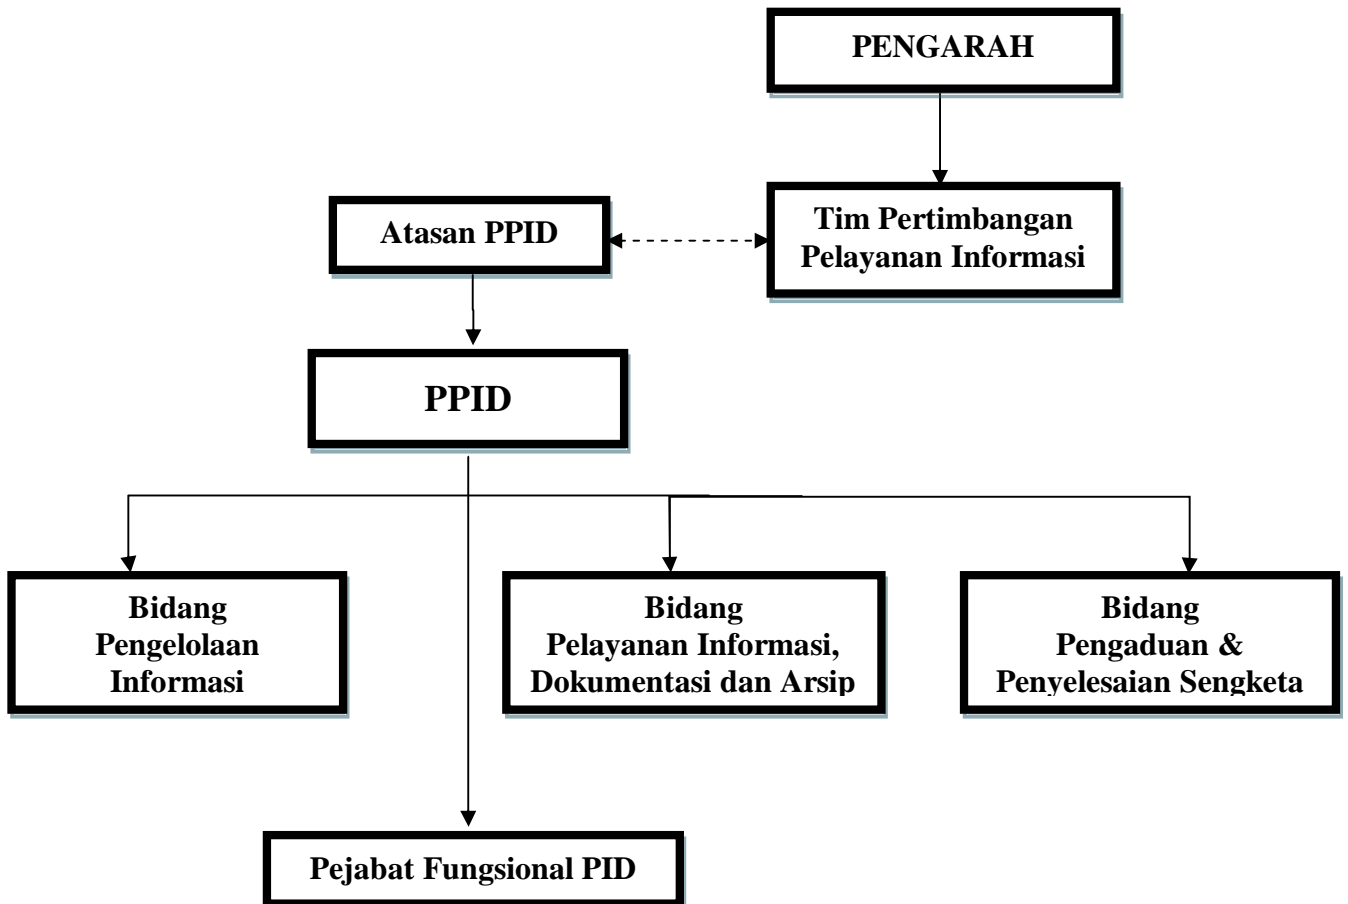 PENGARAH
Atasan PPID
Tim Pertimbangan
Pelayanan Informasi
PPID
Bidang
Pengelolaan
Informasi
Bidang
Pelayanan Informasi,
Dokumentasi dan Arsip
Bidang
Pengaduan &
Penyelesaian Sengketa
Pejabat Fungsional PID